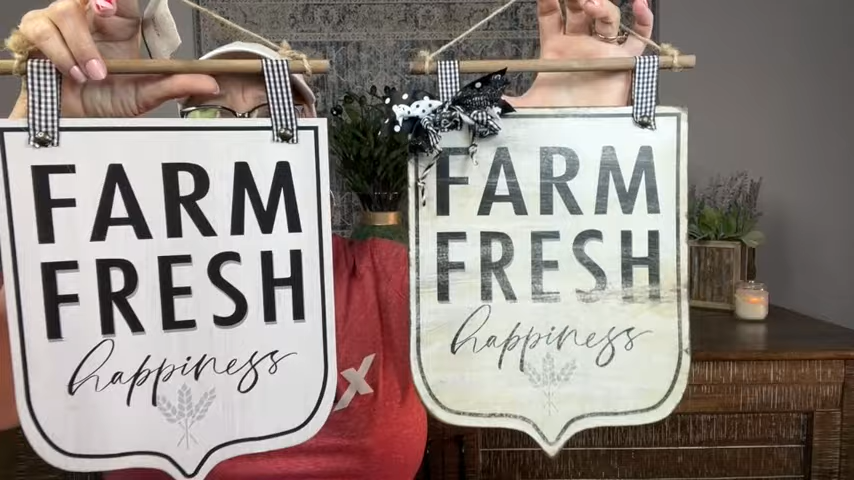 FARM
FRESH
happiness
FARM
FRESH
happiness
X